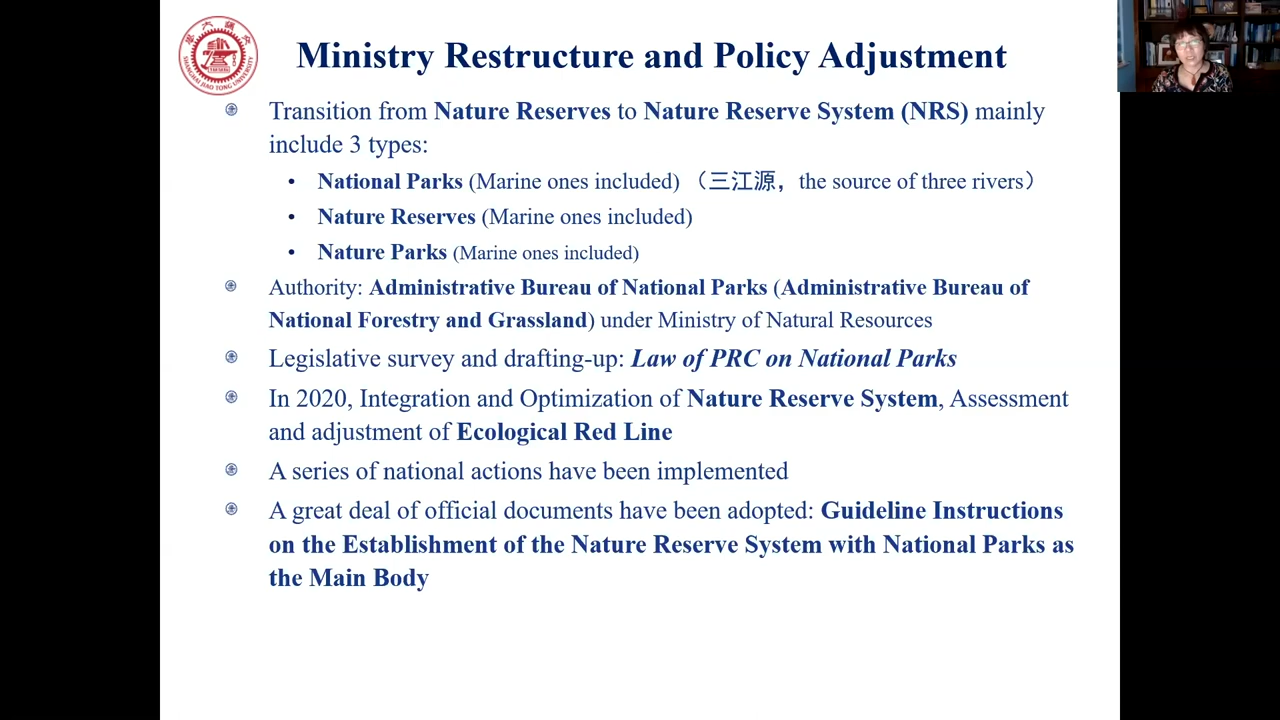 Ministry Restructure and Policy Adjustment
SHANGHAI JIAO TONG UNIVERSITY
Transition from Nature Reserves to Nature Reserve System (NRS) mainly
include 3 types:
• National Parks (Marine ones included) （三江源，the source of three rivers）
• Nature Reserves (Marine ones included)
• Nature Parks (Marine ones included)
Authority: Administrative Bureau of National Parks (Administrative Bureau of
National Forestry and Grassland) under Ministry of Natural Resources
Legislative survey and drafting-up: Law of PRC on National Parks
In 2020, Integration and Optimization of Nature Reserve System, Assessment
and adjustment of Ecological Red Line
A series of national actions have been implemented
A great deal of official documents have been adopted: Guideline Instructions
on the Establishment of the Nature Reserve System with National Parks as
the Main Body